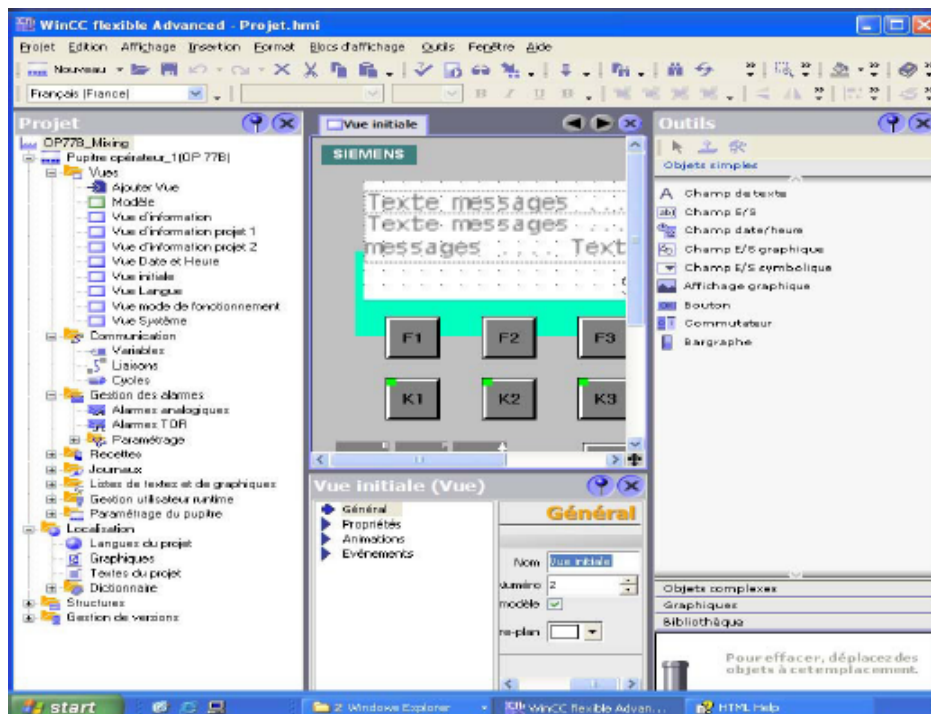 WinCC flexible Advanced - Projet.hmi
Projet Edition Affichage Insertion Format Blocs d'affichage Outils Fenêtre Aide
Nouveau
Français (France) B I U
Projet
OP77B_Mixing
Pupitre opérateur_1(OP 77B)
Vues
Ajouter Vue
Modèle
Vue d'information
Vue d'information projet 1
Vue d'information projet 2
Vue Date et Heure
Vue initiale
Vue Langue
Vue mode de fonctionnement
Vue Système
Communication
Variables
Liaisons
Cycles
Gestion des alarmes
Alarmes analogiques
Alarmes TOR
Paramétrage
Recettes
Journaux
Listes de textes et de graphiques
Gestion utilisateur runtime
Paramétrage du pupitre
Localisation
Langues du projet
Graphiques
Textes du projet
Dictionnaire
Structures
Gestion de versions
Vue initiale
SIEMENS
Texte messages ....
Texte messages ....
messages .... Text
F1 F2 F3
K1 K2 K3
Vue initiale (Vue)
Général
Propriétés
Animations
Evénements
Général
Nom Vue initiale
Numéro 2
modèle
re-plan
Outils
Objets simples
Champ de texte
Champ E/S
Champ date/heure
Champ E/S graphique
Champ E/S symbolique
Affichage graphique
Bouton
Commutateur
Bargraphe
Objets complexes
Graphiques
Bibliothèque
Pour effacer, déplacez des
objets à cet emplacement.
start 2 Windows Explorer WinCC flexible Advan... HTML Help